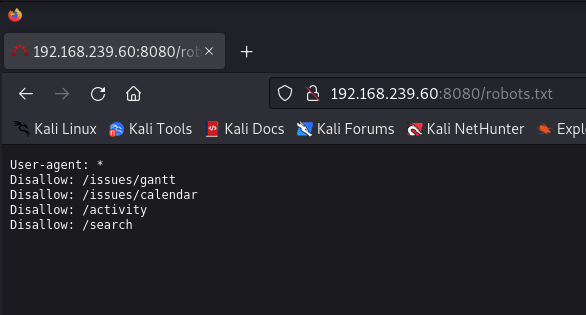 192.168.239.60:8080/rob
192.168.239.60:8080/robots.txt
Kali Linux Kali Tools Kali Docs Kali Forums Kali NetHunter Explo
User-agent: *
Disallow: /issues/gantt
Disallow: /issues/calendar
Disallow: /activity
Disallow: /search